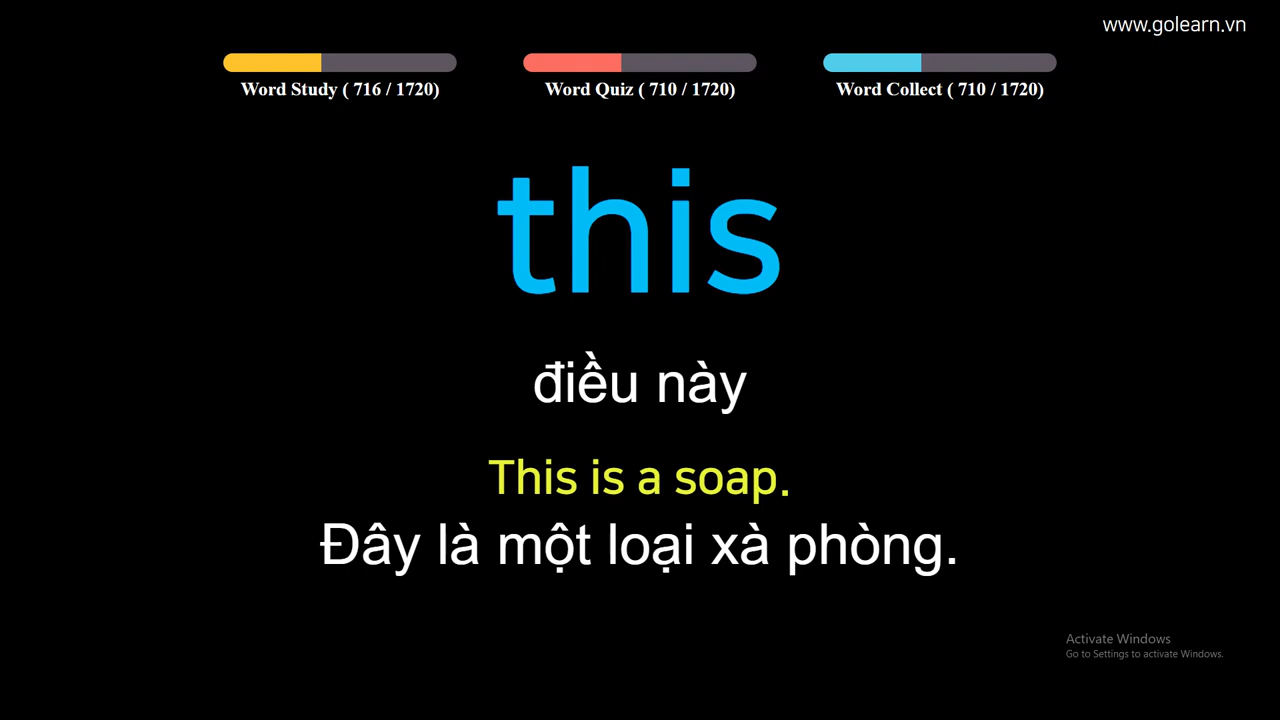 www.golearn.vn
Word Study ( 716 / 1720)
Word Quiz ( 710 / 1720)
Word Collect ( 710 / 1720)
this
điều này
This is a soap.
Đây là một loại xà phòng.
Activate Windows
Go to Settings to activate Windows.